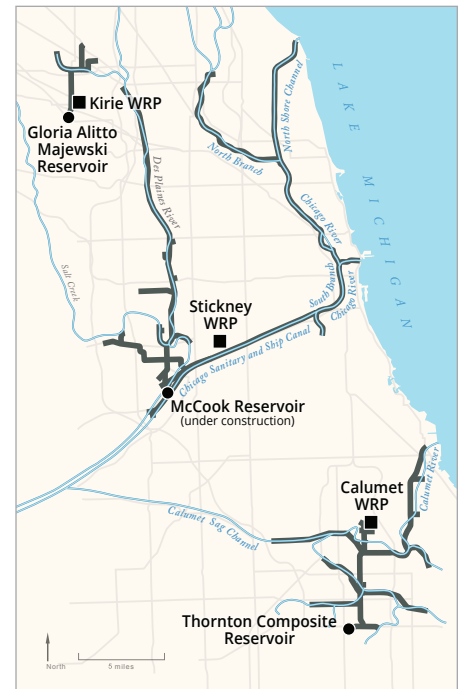 LAKE MICHIGAN
North Shore Channel
Kirie WRP
Gloria Alitto
Majewski
Reservoir
North Branch
Des Plaines River
Chicago River
Salt Creek
South Branch
Chicago River
Stickney
WRP
Chicago Sanitary and Ship Canal
McCook Reservoir
(under construction)
Calumet River
Calumet
WRP
Calumet Sag Channel
Thornton Composite
Reservoir
North
5 miles